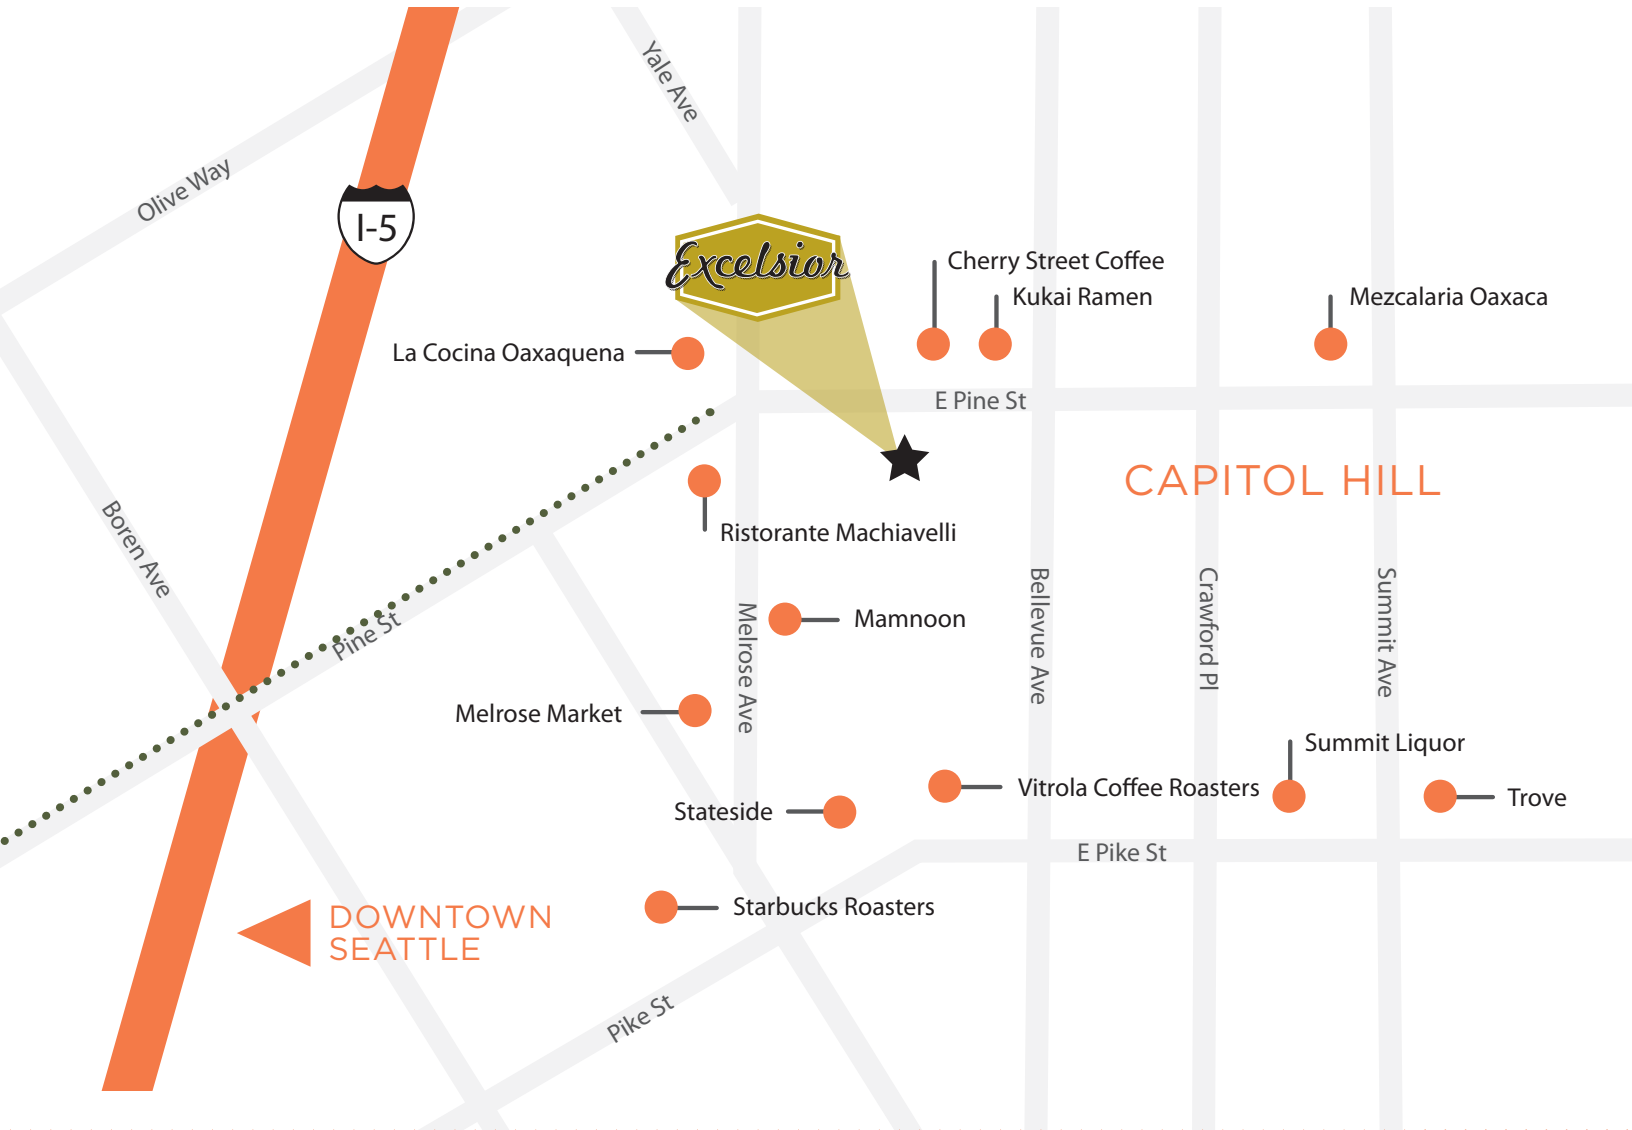 Yale Ave
Olive Way
I-5
Excelsior
Cherry Street Coffee
Kukai Ramen
Mezcalaria Oaxaca
La Cocina Oaxaquena
E Pine St
CAPITOL HILL
Boren Ave
Ristorante Machiavelli
Pine St
Melrose Ave
Mamnoon
Bellevue Ave
Crawford Pl
Summit Ave
Melrose Market
Summit Liquor
Stateside
Vitrola Coffee Roasters
Trove
E Pike St
DOWNTOWN
SEATTLE
Starbucks Roasters
Pike St